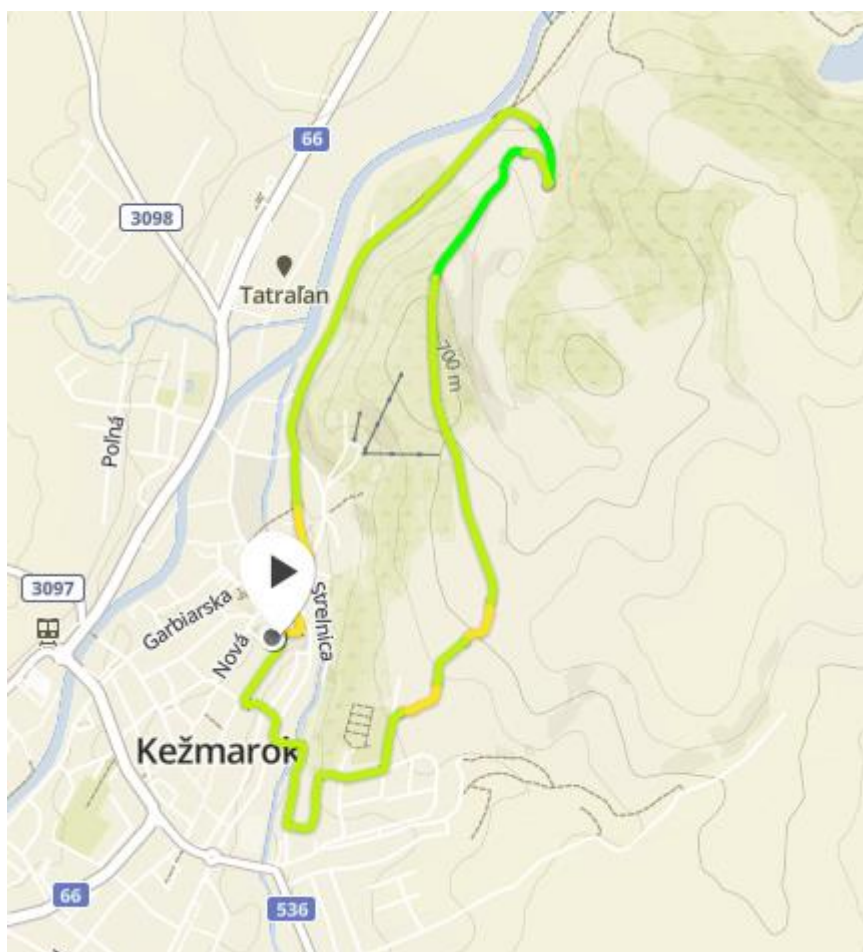 66
3098
Tatraľan
700 m
Poľná
3097
Garbiarska
Strelnica
Nová
Kežmarok
66
536